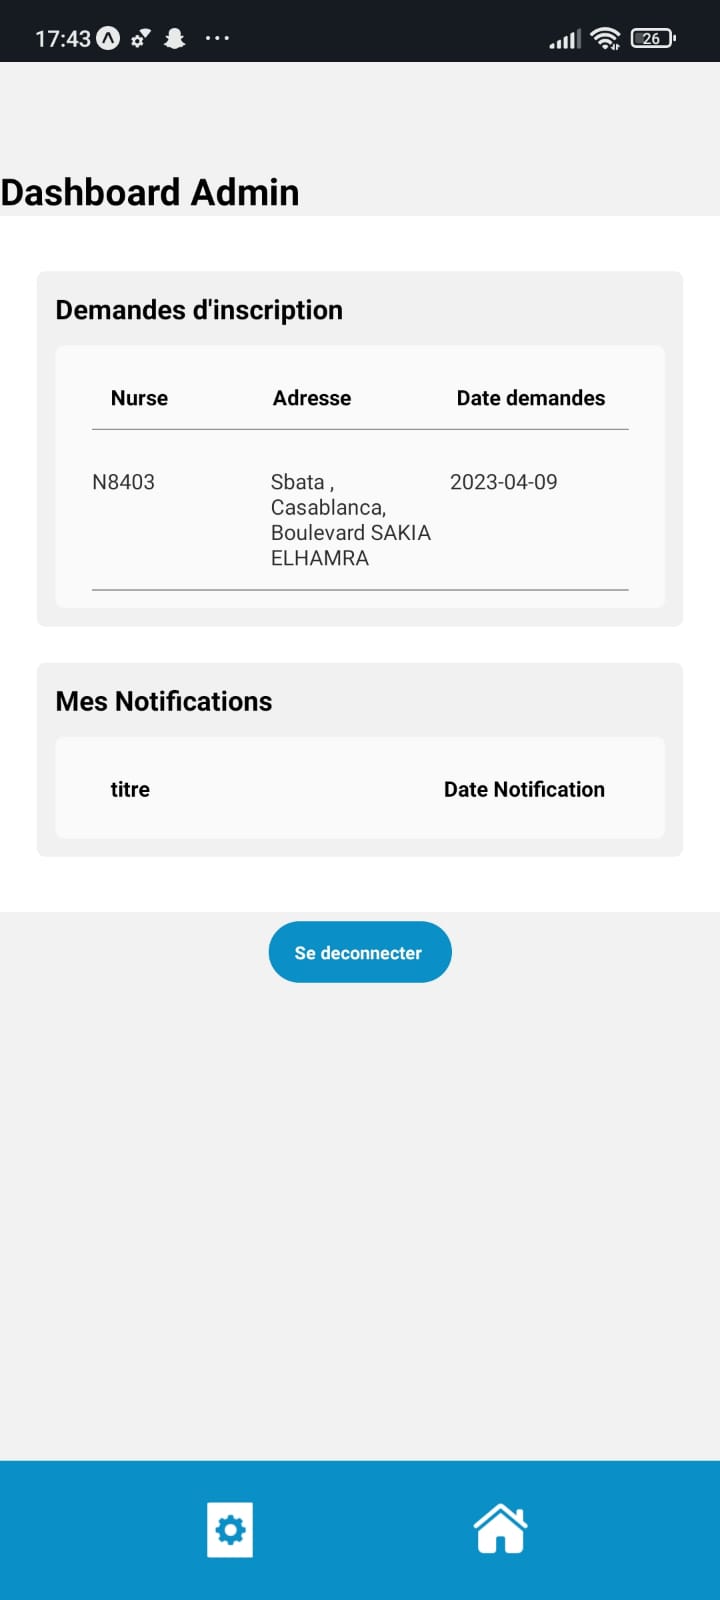 17:43
26
Dashboard Admin
Demandes d'inscription
Nurse Adresse Date demandes
N8403 Sbata , 2023-04-09
Casablanca,
Boulevard SAKIA
ELHAMRA
Mes Notifications
titre Date Notification
Se deconnecter